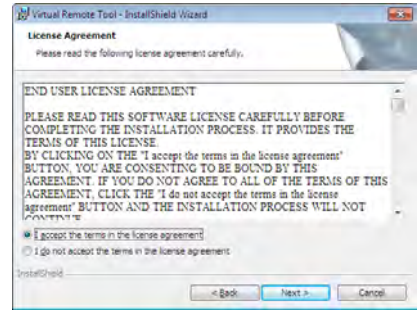 Virtual Remote Tool - InstallShield Wizard
License Agreement
Please read the following license agreement carefully.
END USER LICENSE AGREEMENT
PLEASE READ THIS SOFTWARE LICENSE CAREFULLY BEFORE
COMPLETING THE INSTALLATION PROCESS. IT PROVIDES THE
TERMS OF THIS LICENSE.
BY CLICKING ON THE "I accept the terms in the license agreement"
BUTTON, YOU ARE CONSENTING TO BE BOUND BY THIS
AGREEMENT. IF YOU DO NOT AGREE TO ALL OF THE TERMS OF THIS
AGREEMENT, CLICK THE "I do not accept the terms in the license
agreement" BUTTON AND THE INSTALLATION PROCESS WILL NOT
CONTINUE
I accept the terms in the license agreement
I do not accept the terms in the license agreement
InstallShield
< Back Next > Cancel